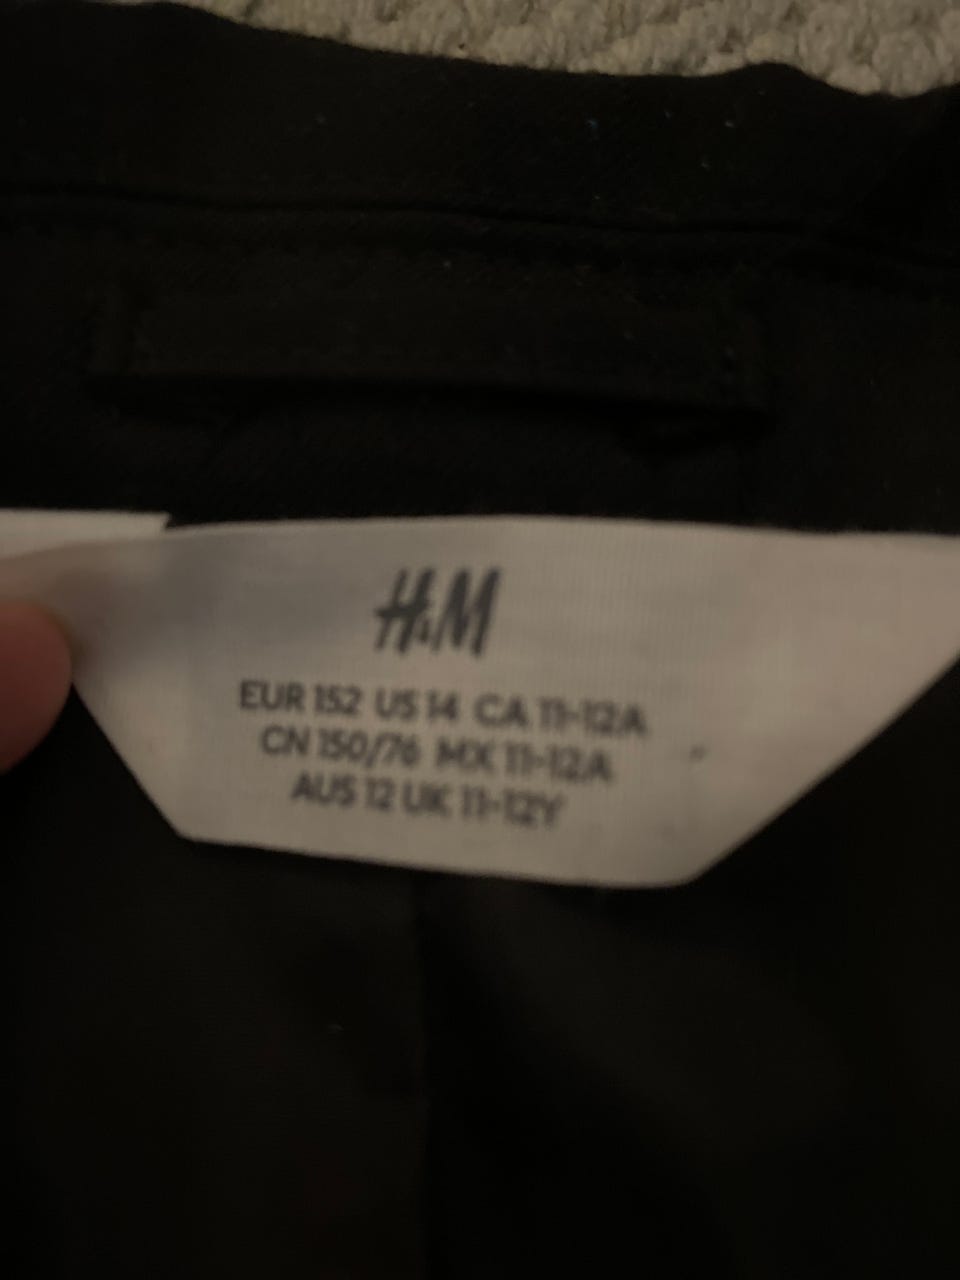 H&M
EUR 152 US 14 CA 11-12A
CN 150/76 MX 11-12A
AUS 12 UK 11-12Y